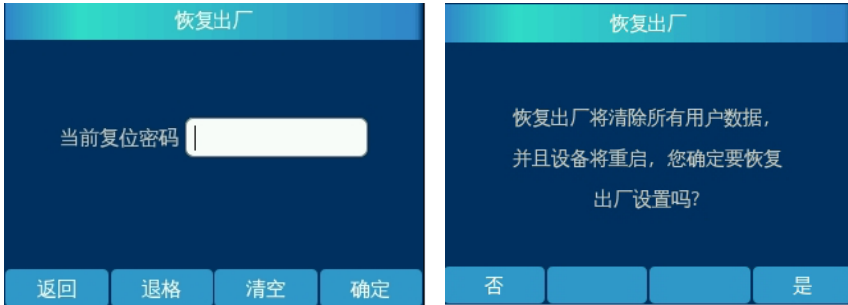 恢复出厂
当前复位密码
返回 退格 清空 确定
恢复出厂
恢复出厂将清除所有用户数据，
并且设备将重启，您确定要恢复
出厂设置吗?
否 是